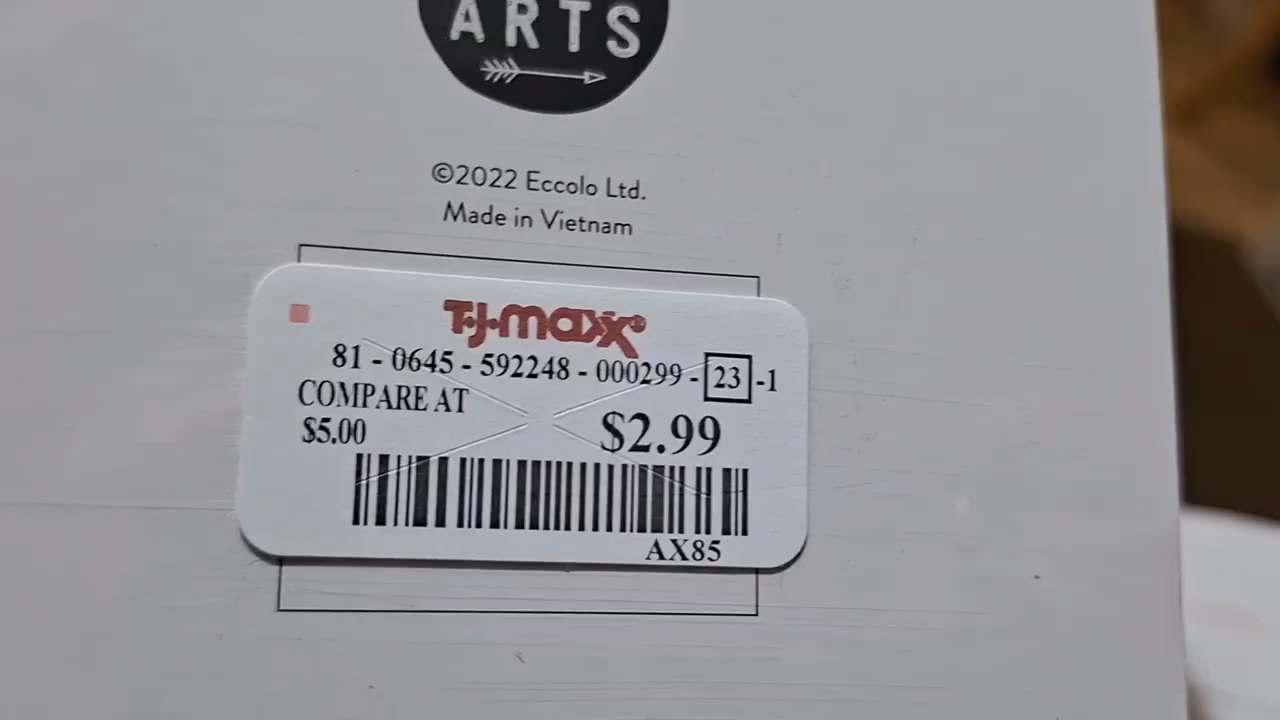 ARTS
©2022 Eccolo Ltd.
Made in Vietnam
T·J·maxx®
81 - 0645 - 592248 - 000299 - 23 -1
COMPARE AT
$5.00
$2.99
AX85